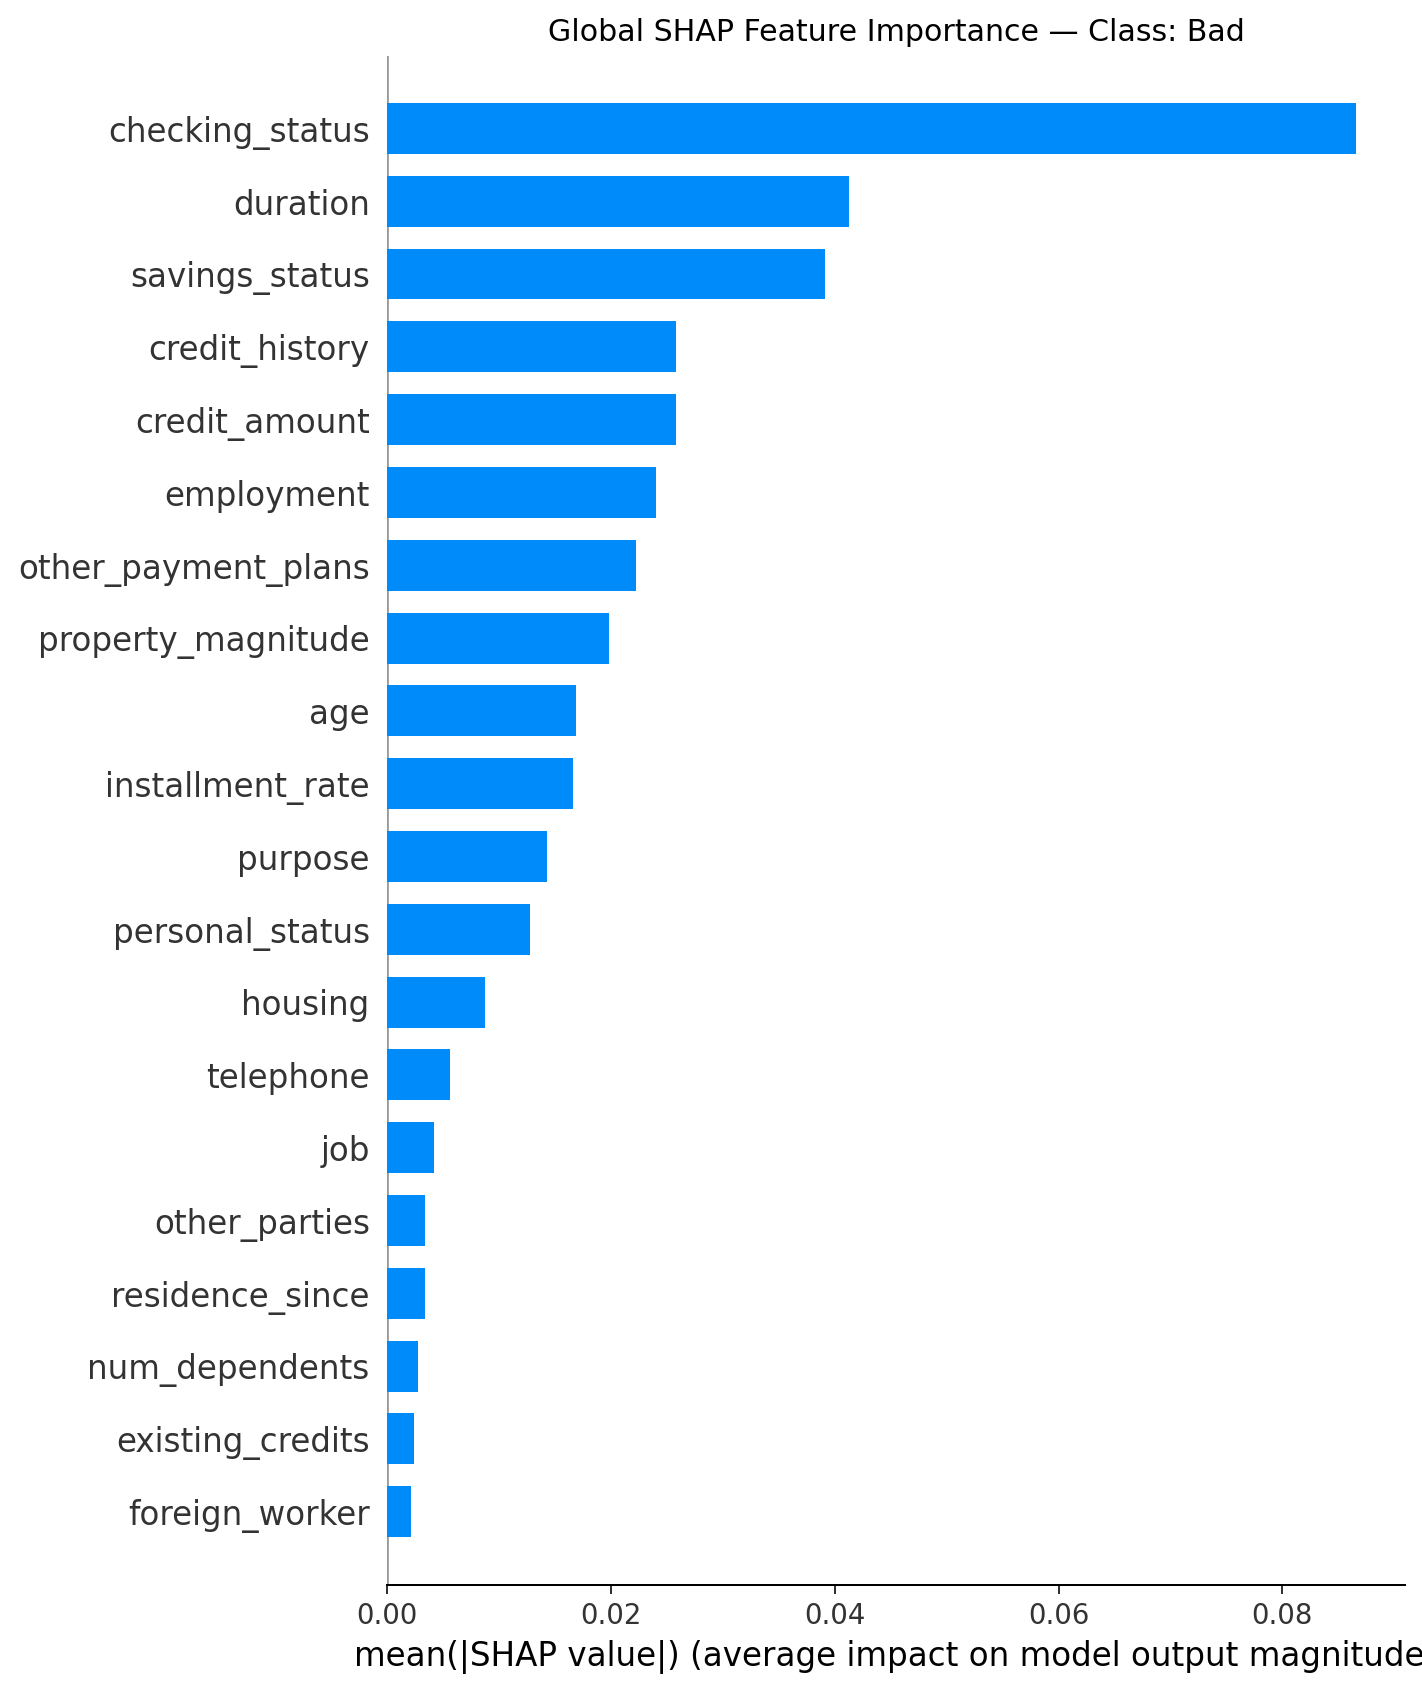 Global SHAP Feature Importance — Class: Bad
checking_status
duration
savings_status
credit_history
credit_amount
employment
other_payment_plans
property_magnitude
age
installment_rate
purpose
personal_status
housing
telephone
job
other_parties
residence_since
num_dependents
existing_credits
foreign_worker
0.00 0.02 0.04 0.06 0.08
mean(|SHAP value|) (average impact on model output magnitude